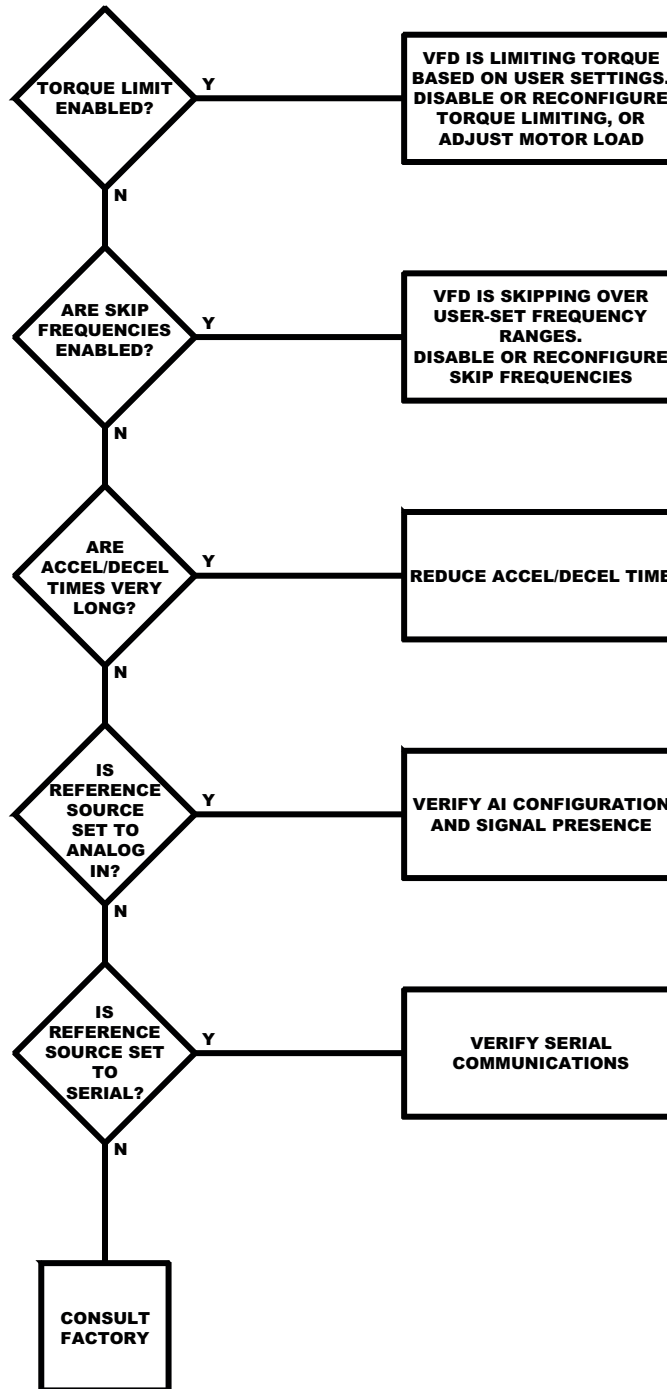 TORQUE LIMIT
ENABLED?
Y
VFD IS LIMITING TORQUE
BASED ON USER SETTINGS.
DISABLE OR RECONFIGURE
TORQUE LIMITING, OR
ADJUST MOTOR LOAD
N
ARE SKIP
FREQUENCIES
ENABLED?
Y
VFD IS SKIPPING OVER
USER-SET FREQUENCY
RANGES.
DISABLE OR RECONFIGURE
SKIP FREQUENCIES
N
ARE
ACCEL/DECEL
TIMES VERY
LONG?
Y
REDUCE ACCEL/DECEL TIME
N
IS
REFERENCE
SOURCE
SET TO
ANALOG
IN?
Y
VERIFY AI CONFIGURATION
AND SIGNAL PRESENCE
N
IS
REFERENCE
SOURCE SET
TO
SERIAL?
Y
VERIFY SERIAL
COMMUNICATIONS
N
CONSULT
FACTORY